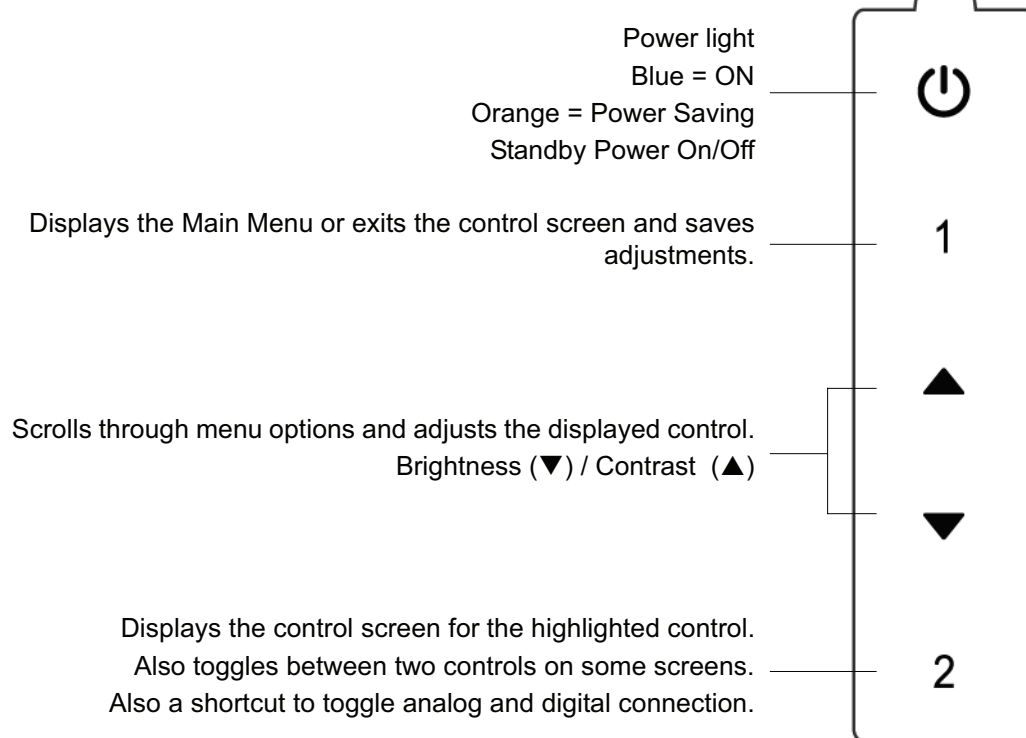 Power light
Blue = ON
Orange = Power Saving
Standby Power On/Off
Displays the Main Menu or exits the control screen and saves
adjustments.
1
Scrolls through menu options and adjusts the displayed control.
Brightness (▼) / Contrast (▲)
Displays the control screen for the highlighted control.
Also toggles between two controls on some screens.
Also a shortcut to toggle analog and digital connection.
2